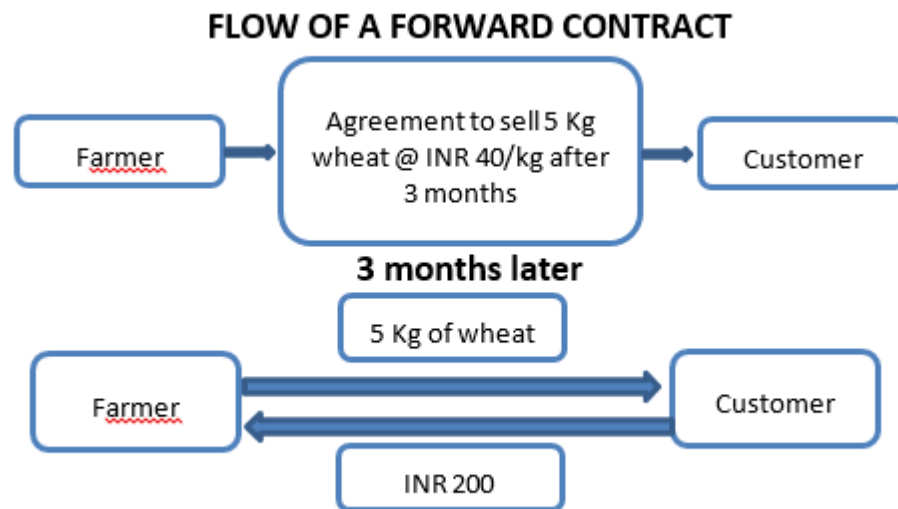 FLOW OF A FORWARD CONTRACT
Farmer
Agreement to sell 5 Kg
wheat @ INR 40/kg after
3 months
Customer
3 months later
5 Kg of wheat
Farmer
Customer
INR 200